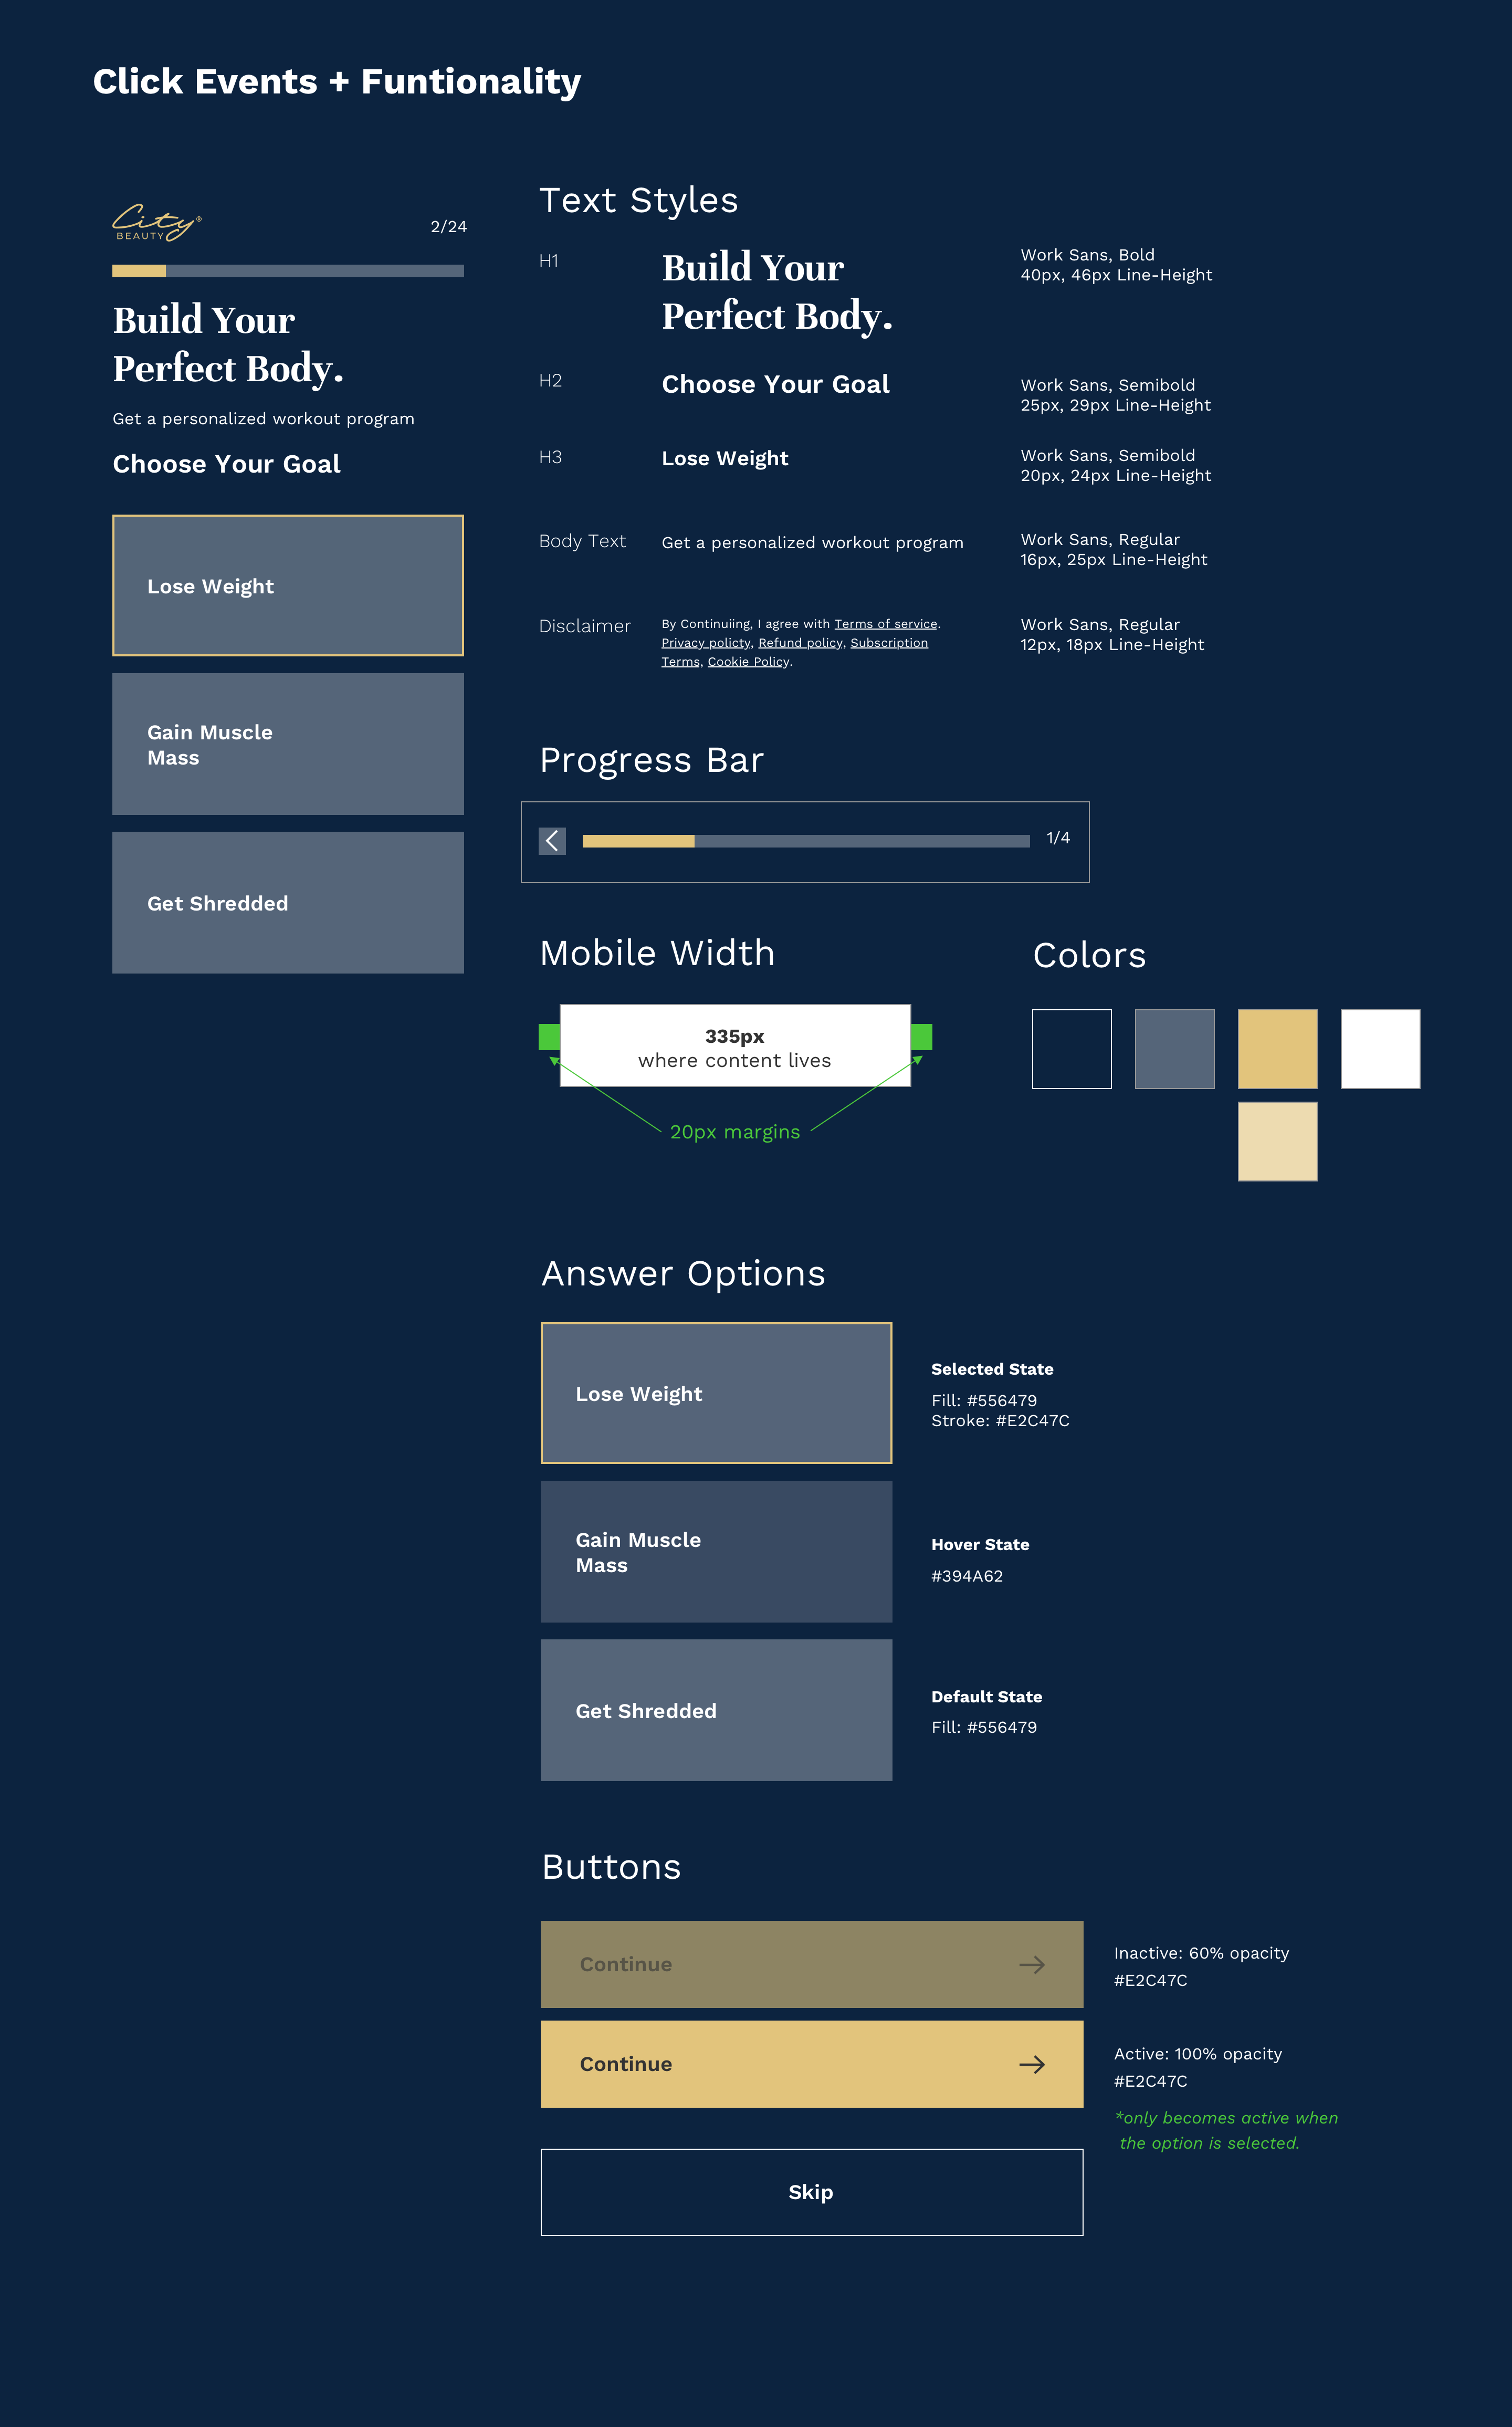 Click Events + Funtionality
City®
BEAUTY
2/24
Build Your
Perfect Body.
Get a personalized workout program
Choose Your Goal
Lose Weight
Gain Muscle
Mass
Get Shredded
Text Styles
H1
Build Your
Perfect Body.
Work Sans, Bold
40px, 46px Line-Height
H2
Choose Your Goal
Work Sans, Semibold
25px, 29px Line-Height
H3
Lose Weight
Work Sans, Semibold
20px, 24px Line-Height
Body Text
Get a personalized workout program
Work Sans, Regular
16px, 25px Line-Height
Disclaimer
By Continuiing, I agree with Terms of service.
Privacy policty, Refund policy, Subscription
Terms, Cookie Policy.
Work Sans, Regular
12px, 18px Line-Height
Progress Bar
1/4
Mobile Width
335px
where content lives
20px margins
Colors
Answer Options
Lose Weight
Selected State
Fill: #556479
Stroke: #E2C47C
Gain Muscle
Mass
Hover State
#394A62
Get Shredded
Default State
Fill: #556479
Buttons
Continue
Inactive: 60% opacity
#E2C47C
Continue
Active: 100% opacity
#E2C47C
*only becomes active when
the option is selected.
Skip